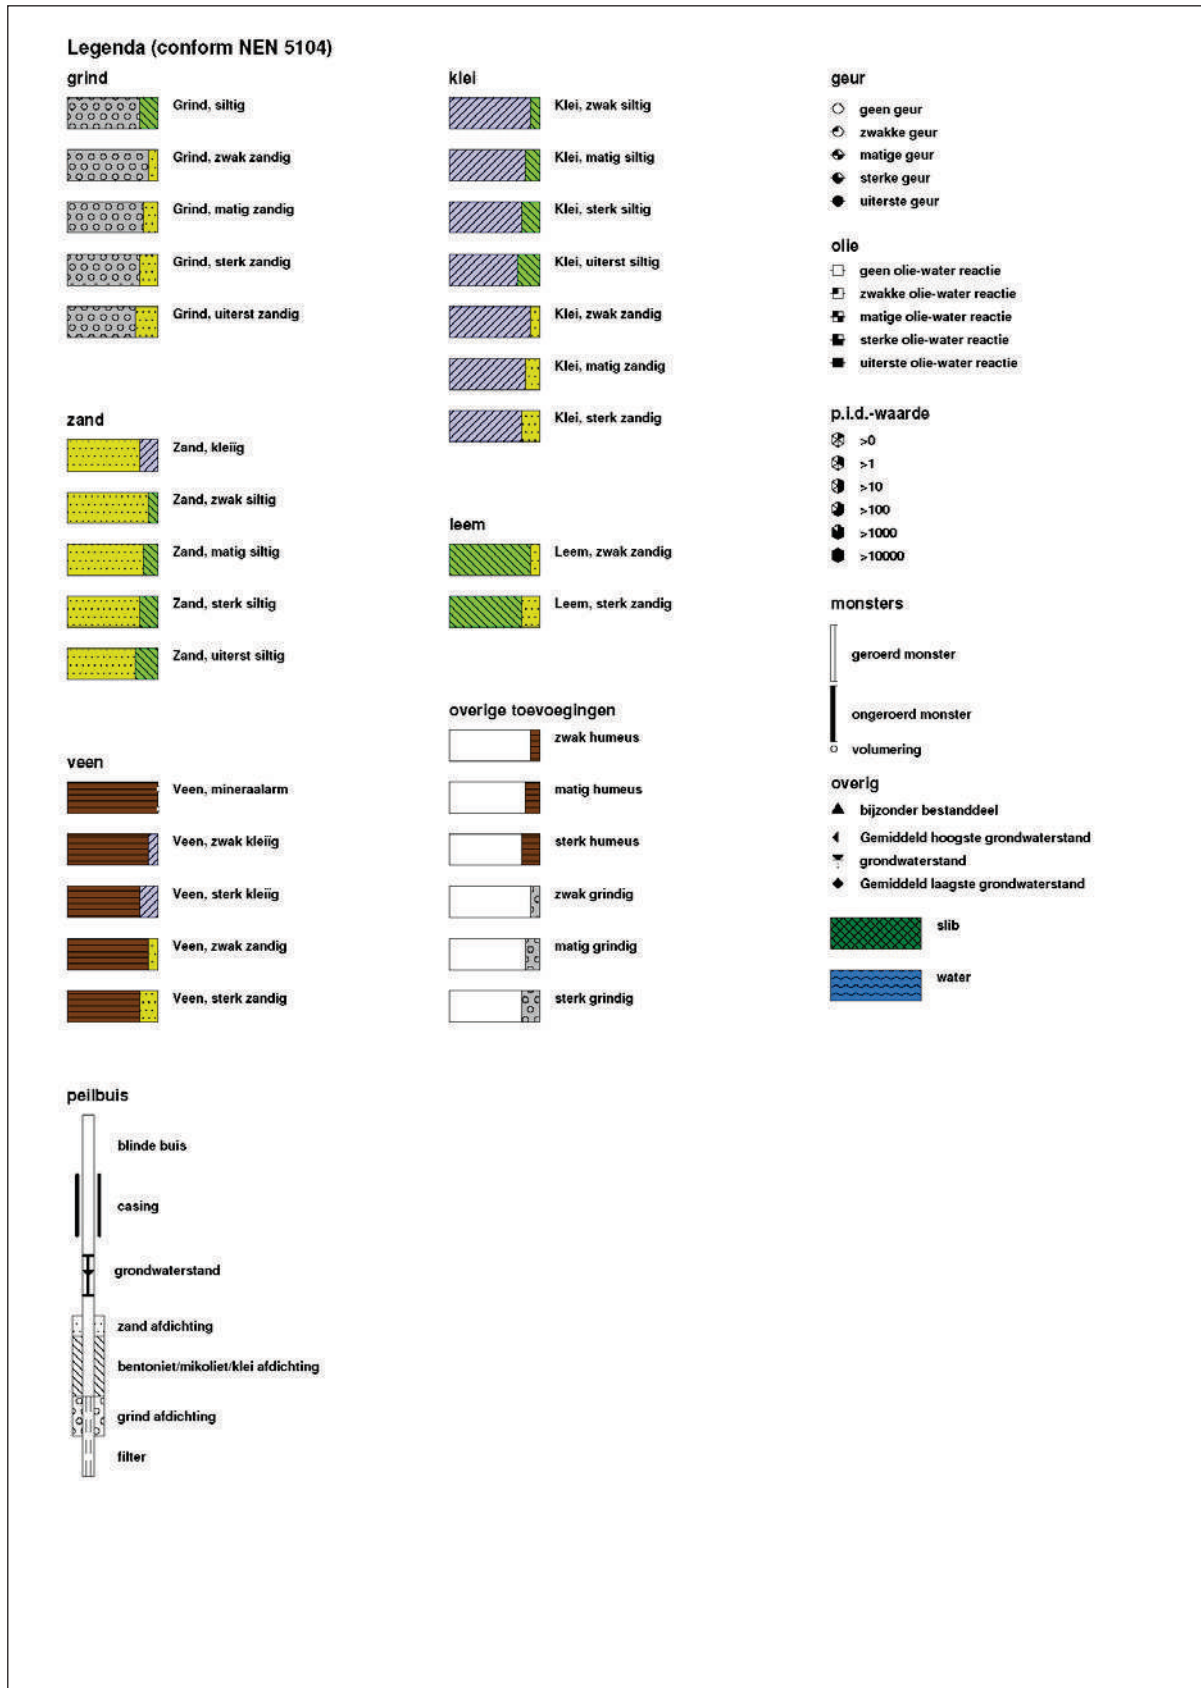 Legenda (conform NEN 5104)
grind
Grind, siltig
Grind, zwak zandig
Grind, matig zandig
Grind, sterk zandig
Grind, uiterst zandig
zand
Zand, kleiïg
Zand, zwak siltig
Zand, matig siltig
Zand, sterk siltig
Zand, uiterst siltig
veen
Veen, mineraalarm
Veen, zwak kleiïg
Veen, sterk kleiïg
Veen, zwak zandig
Veen, sterk zandig
peilbuis
blinde buis
casing
grondwaterstand
zand afdichting
bentoniet/mikoliet/klei afdichting
grind afdichting
filter
klei
Klei, zwak siltig
Klei, matig siltig
Klei, sterk siltig
Klei, uiterst siltig
Klei, zwak zandig
Klei, matig zandig
Klei, sterk zandig
leem
Leem, zwak zandig
Leem, sterk zandig
overige toevoegingen
zwak humeus
matig humeus
sterk humeus
zwak grindig
matig grindig
sterk grindig
geur
geen geur
zwakke geur
matige geur
sterke geur
uiterste geur
olie
geen olie-water reactie
zwakke olie-water reactie
matige olie-water reactie
sterke olie-water reactie
uiterste olie-water reactie
p.i.d.-waarde
>0
>1
>10
>100
>1000
>10000
monsters
geroerd monster
ongeroerd monster
volumering
overig
bijzonder bestanddeel
Gemiddeld hoogste grondwaterstand
grondwaterstand
Gemiddeld laagste grondwaterstand
slib
water